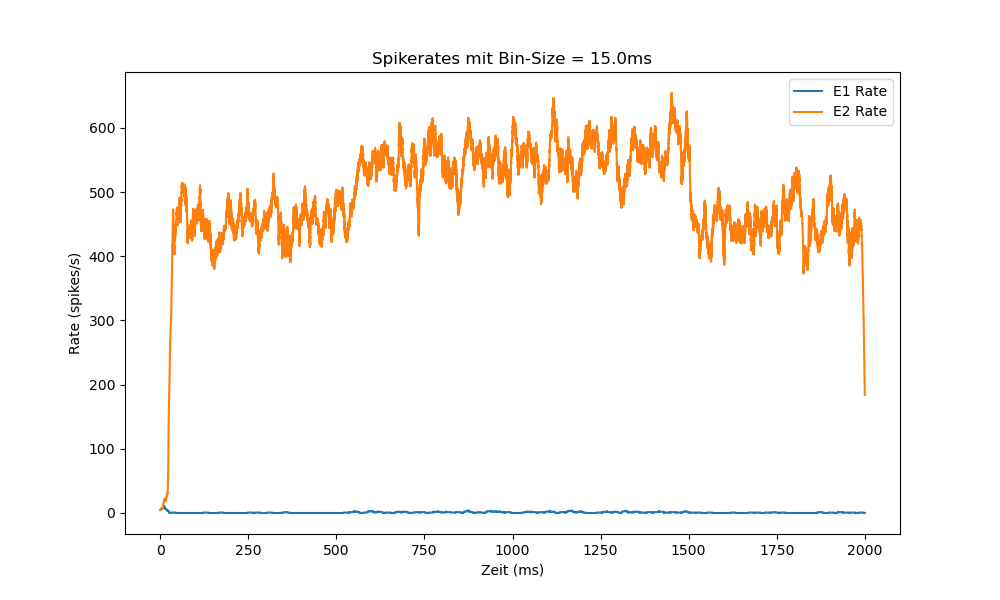 Spikerates mit Bin-Size = 15.0ms
E1 Rate
E2 Rate
Rate (spikes/s)
600
500
400
300
200
100
0
0 250 500 750 1000 1250 1500 1750 2000
Zeit (ms)